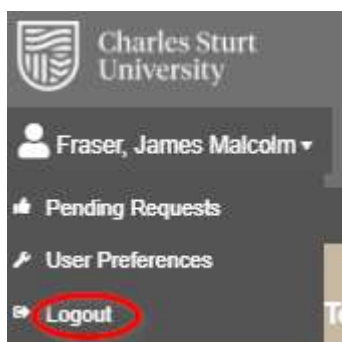 Charles Sturt
University
Fraser, James Malcolm
Pending Requests
User Preferences
Logout